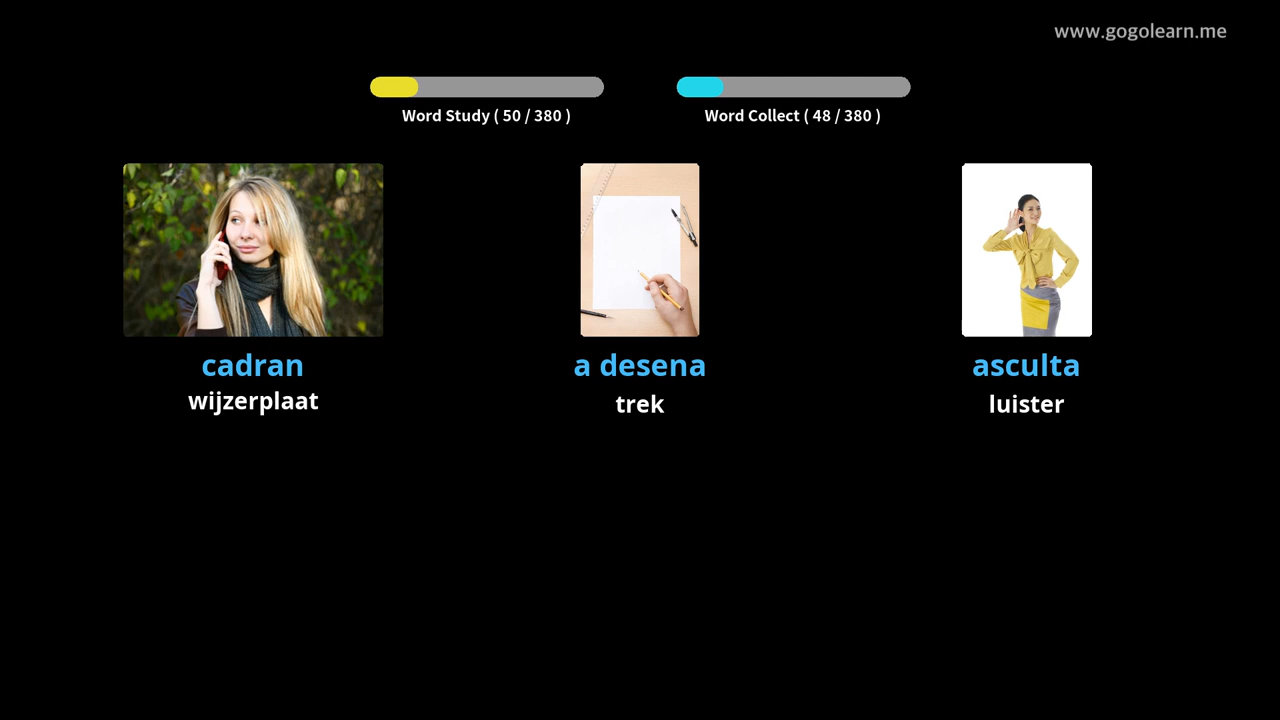 www.gogolearn.me
Word Study ( 50 / 380 )
Word Collect ( 48 / 380 )
cadran
wijzerplaat
a desena
trek
asculta
luister